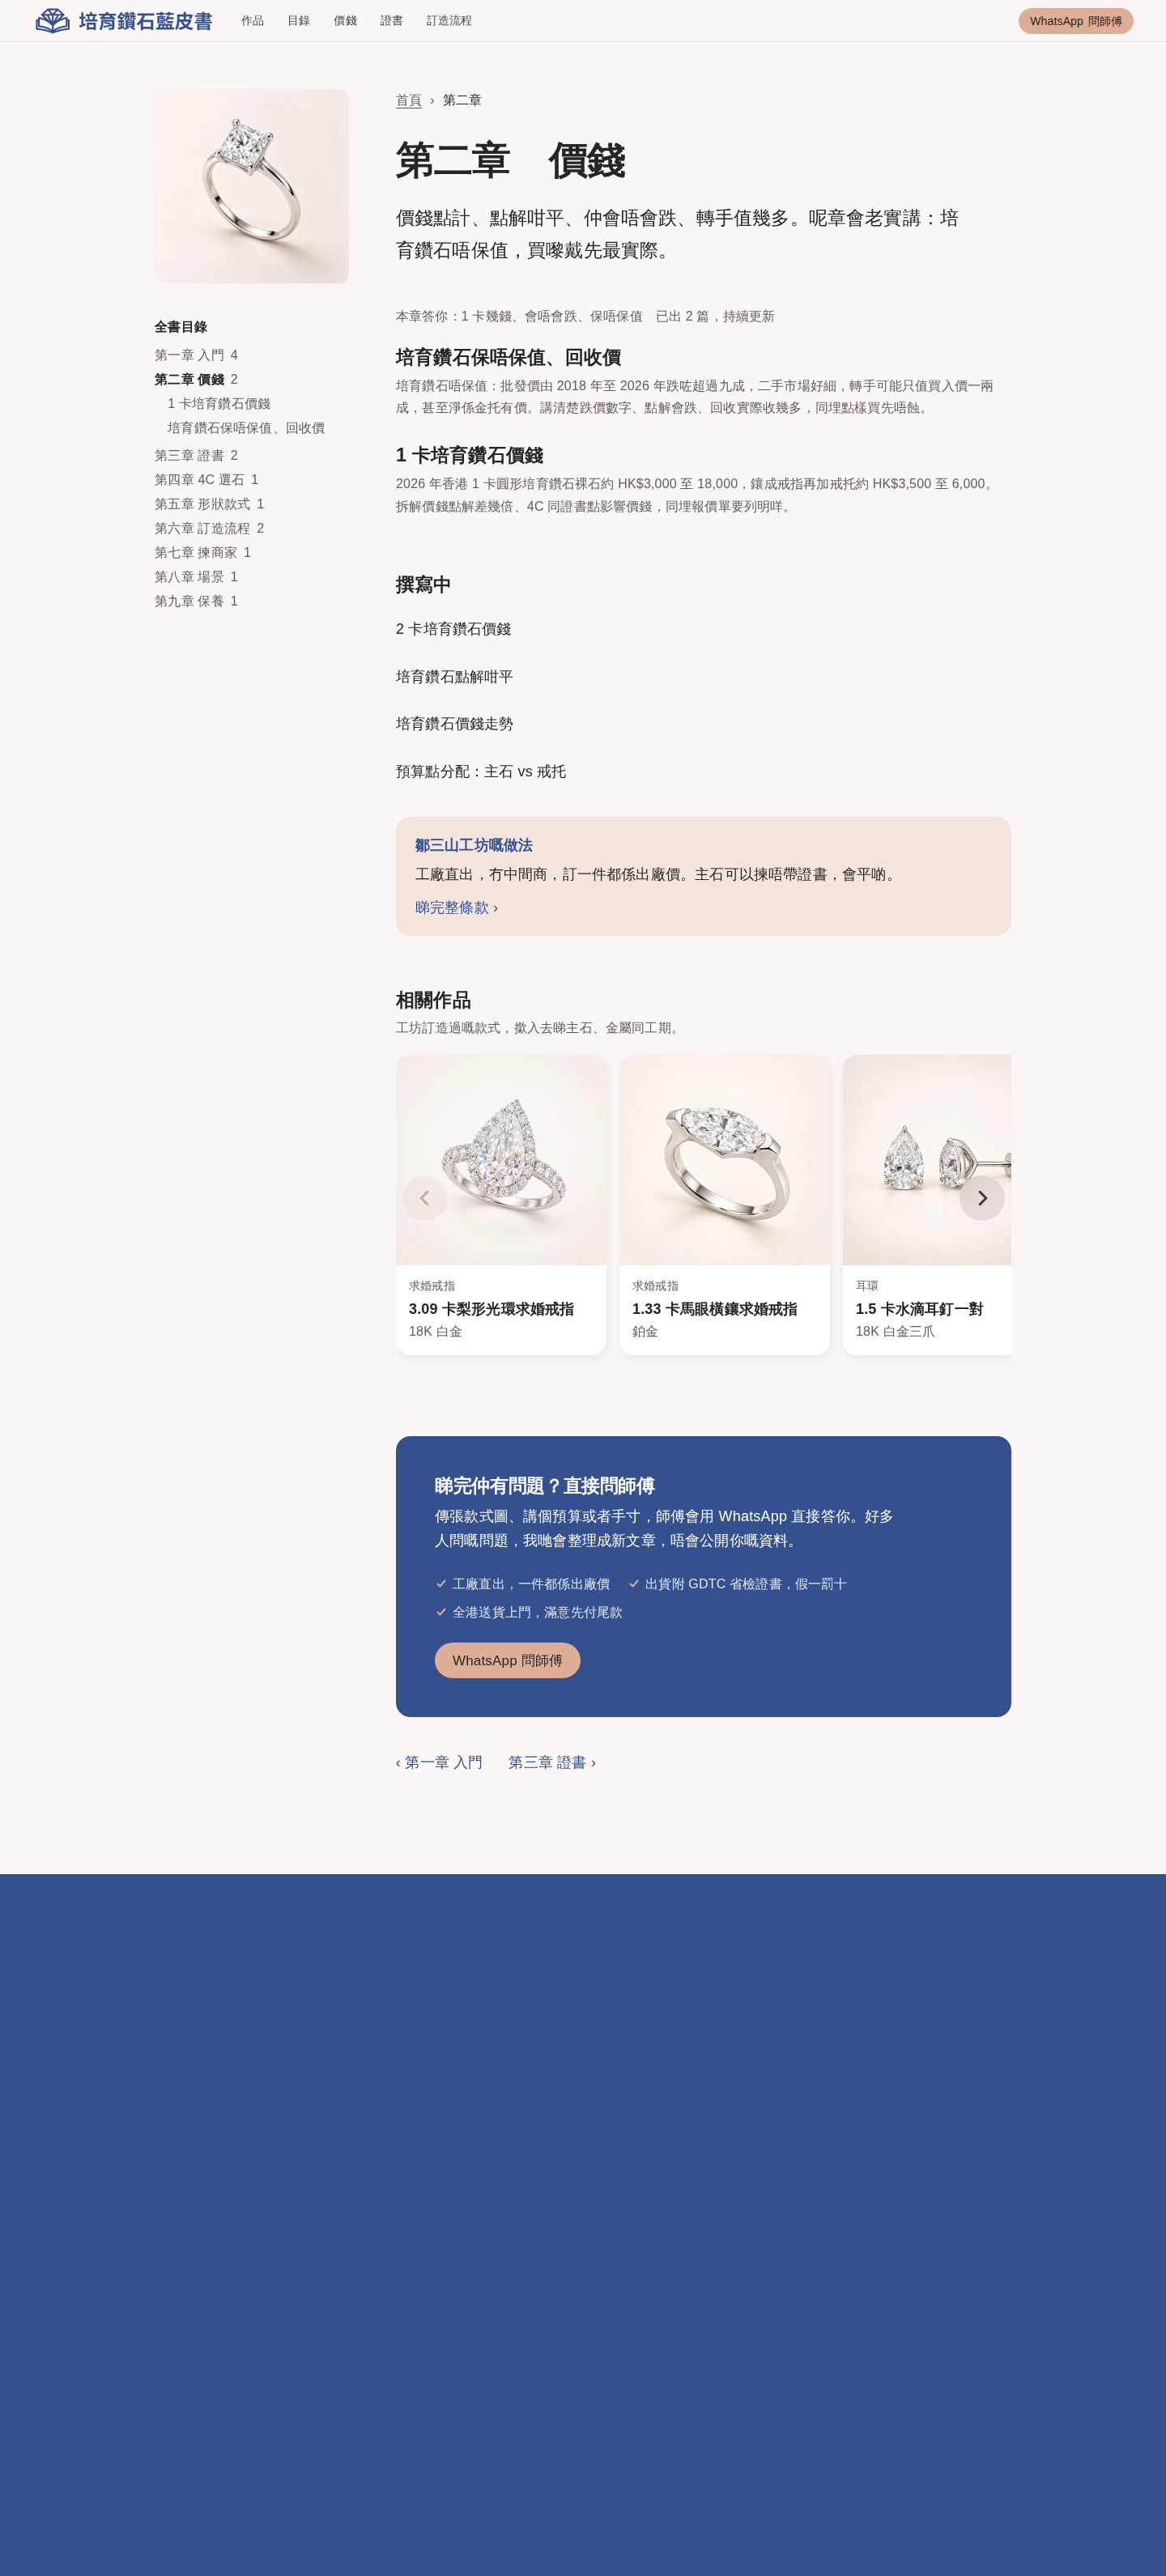 培育鑽石藍皮書
作品
目錄
價錢
證書
訂造流程
WhatsApp 問師傅
全書目錄
第一章 入門 4
第二章 價錢 2
1 卡培育鑽石價錢
培育鑽石保唔保值、回收價
第三章 證書 2
第四章 4C 選石 1
第五章 形狀款式 1
第六章 訂造流程 2
第七章 揀商家 1
第八章 場景 1
第九章 保養 1
首頁 › 第二章
第二章　價錢
價錢點計、點解咁平、仲會唔會跌、轉手值幾多。呢章會老實講：培
育鑽石唔保值，買嚟戴先最實際。
本章答你：1 卡幾錢、會唔會跌、保唔保值　已出 2 篇，持續更新
培育鑽石保唔保值、回收價
培育鑽石唔保值：批發價由 2018 年至 2026 年跌咗超過九成，二手市場好細，轉手可能只值買入價一兩
成，甚至淨係金托有價。講清楚跌價數字、點解會跌、回收實際收幾多，同埋點樣買先唔蝕。
1 卡培育鑽石價錢
2026 年香港 1 卡圓形培育鑽石裸石約 HK$3,000 至 18,000，鑲成戒指再加戒托約 HK$3,500 至 6,000。
拆解價錢點解差幾倍、4C 同證書點影響價錢，同埋報價單要列明咩。
撰寫中
2 卡培育鑽石價錢
培育鑽石點解咁平
培育鑽石價錢走勢
預算點分配：主石 vs 戒托
鄒三山工坊嘅做法
工廠直出，冇中間商，訂一件都係出廠價。主石可以揀唔帶證書，會平啲。
睇完整條款 ›
相關作品
工坊訂造過嘅款式，撳入去睇主石、金屬同工期。
求婚戒指
3.09 卡梨形光環求婚戒指
18K 白金
求婚戒指
1.33 卡馬眼橫鑲求婚戒指
鉑金
耳環
1.5 卡水滴耳釘一對
18K 白金三爪
睇完仲有問題？直接問師傅
傳張款式圖、講個預算或者手寸，師傅會用 WhatsApp 直接答你。好多
人問嘅問題，我哋會整理成新文章，唔會公開你嘅資料。
工廠直出，一件都係出廠價
出貨附 GDTC 省檢證書，假一罰十
全港送貨上門，滿意先付尾款
WhatsApp 問師傅
‹ 第一章 入門
第三章 證書 ›